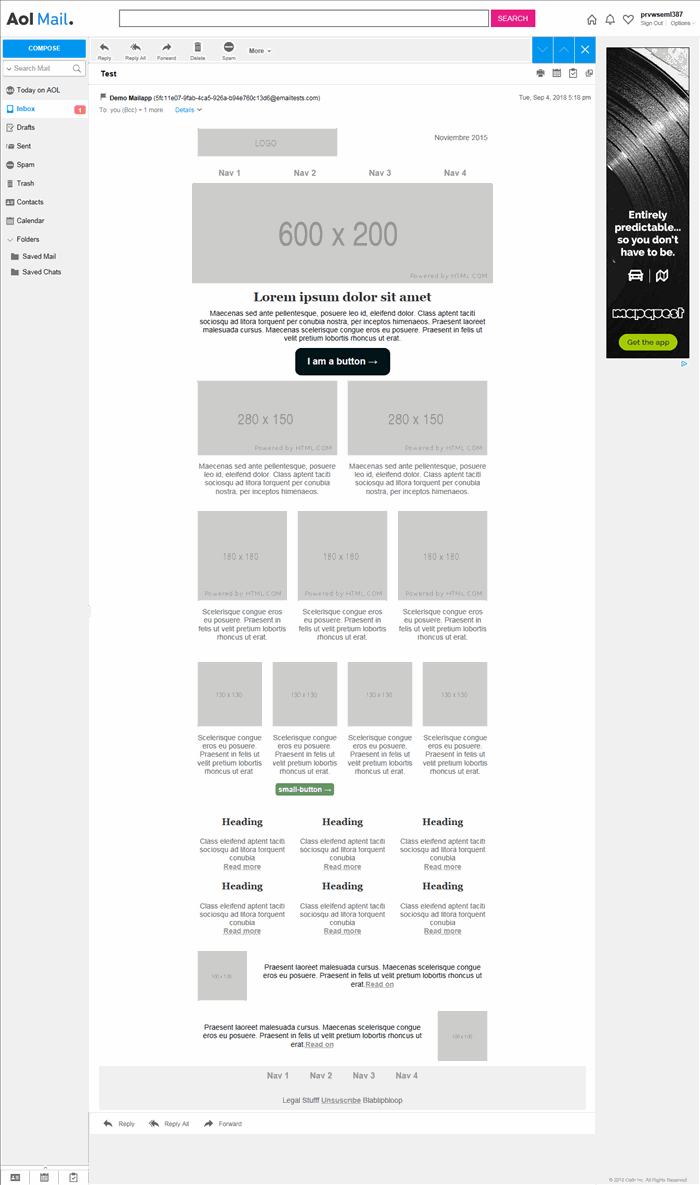 Aol Mail.
SEARCH
prvwseml387
Sign Out
Options
COMPOSE
Search Mail
Today on AOL
Inbox
1
Drafts
Sent
Spam
Trash
Contacts
Calendar
Folders
Saved Mail
Saved Chats
Reply
Reply All
Forward
Delete
Spam
More
Test
Demo Mailapp (5fc11e07-9fab-4ca5-926a-b94e760c13d6@emailtests.com)
Tue, Sep 4, 2018 5:18 pm
To: you (Bcc) + 1 more
Details
LOGO
Noviembre 2015
Nav 1
Nav 2
Nav 3
Nav 4
600 x 200
Powered by HTML.COM
Lorem ipsum dolor sit amet
Maecenas sed ante pellentesque, posuere leo id, eleifend dolor. Class aptent taciti
sociosqu ad litora torquent per conubia nostra, per inceptos himenaeos. Praesent laoreet
malesuada cursus. Maecenas scelerisque congue eros eu posuere. Praesent in felis ut
velit pretium lobortis rhoncus ut erat.
I am a button →
280 x 150
Powered by HTML.COM
280 x 150
Powered by HTML.COM
Maecenas sed ante pellentesque, posuere
leo id, eleifend dolor. Class aptent taciti
sociosqu ad litora torquent per conubia
nostra, per inceptos himenaeos.
Maecenas sed ante pellentesque, posuere
leo id, eleifend dolor. Class aptent taciti
sociosqu ad litora torquent per conubia
nostra, per inceptos himenaeos.
180 x 180
Powered by HTML.COM
180 x 180
Powered by HTML.COM
180 x 180
Powered by HTML.COM
Scelerisque congue eros
eu posuere. Praesent in
felis ut velit pretium lobortis
rhoncus ut erat.
Scelerisque congue eros
eu posuere. Praesent in
felis ut velit pretium lobortis
rhoncus ut erat.
Scelerisque congue eros
eu posuere. Praesent in
felis ut velit pretium lobortis
rhoncus ut erat.
130 x 130
130 x 130
130 x 130
130 x 130
Scelerisque congue
eros eu posuere.
Praesent in felis ut
velit pretium lobortis
rhoncus ut erat
Scelerisque congue
eros eu posuere.
Praesent in felis ut
velit pretium lobortis
rhoncus ut erat.
small-button →
Scelerisque congue
eros eu posuere.
Praesent in felis ut
velit pretium lobortis
rhoncus ut erat.
Scelerisque congue
eros eu posuere.
Praesent in felis ut
velit pretium lobortis
rhoncus ut erat.
Heading
Class eleifend aptent taciti
sociosqu ad litora torquent
conubia
Read more
Heading
Class eleifend aptent taciti
sociosqu ad litora torquent
conubia
Read more
Heading
Class eleifend aptent taciti
sociosqu ad litora torquent
conubia
Read more
Heading
Class eleifend aptent taciti
sociosqu ad litora torquent
conubia
Read more
Heading
Class eleifend aptent taciti
sociosqu ad litora torquent
conubia
Read more
Heading
Class eleifend aptent taciti
sociosqu ad litora torquent
conubia
Read more
100 x 100
Praesent laoreet malesuada cursus. Maecenas scelerisque congue
eros eu posuere. Praesent in felis ut velit pretium lobortis rhoncus ut
erat.Read on
Praesent laoreet malesuada cursus. Maecenas scelerisque congue
eros eu posuere. Praesent in felis ut velit pretium lobortis rhoncus ut
erat.Read on
100 x 100
Nav 1
Nav 2
Nav 3
Nav 4
Legal Stufff Unsuscribe Blablipbloop
Reply
Reply All
Forward
Entirely
predictable...
so you don't
have to be.
mapquest
Get the app
Inc. All Rights Reserved